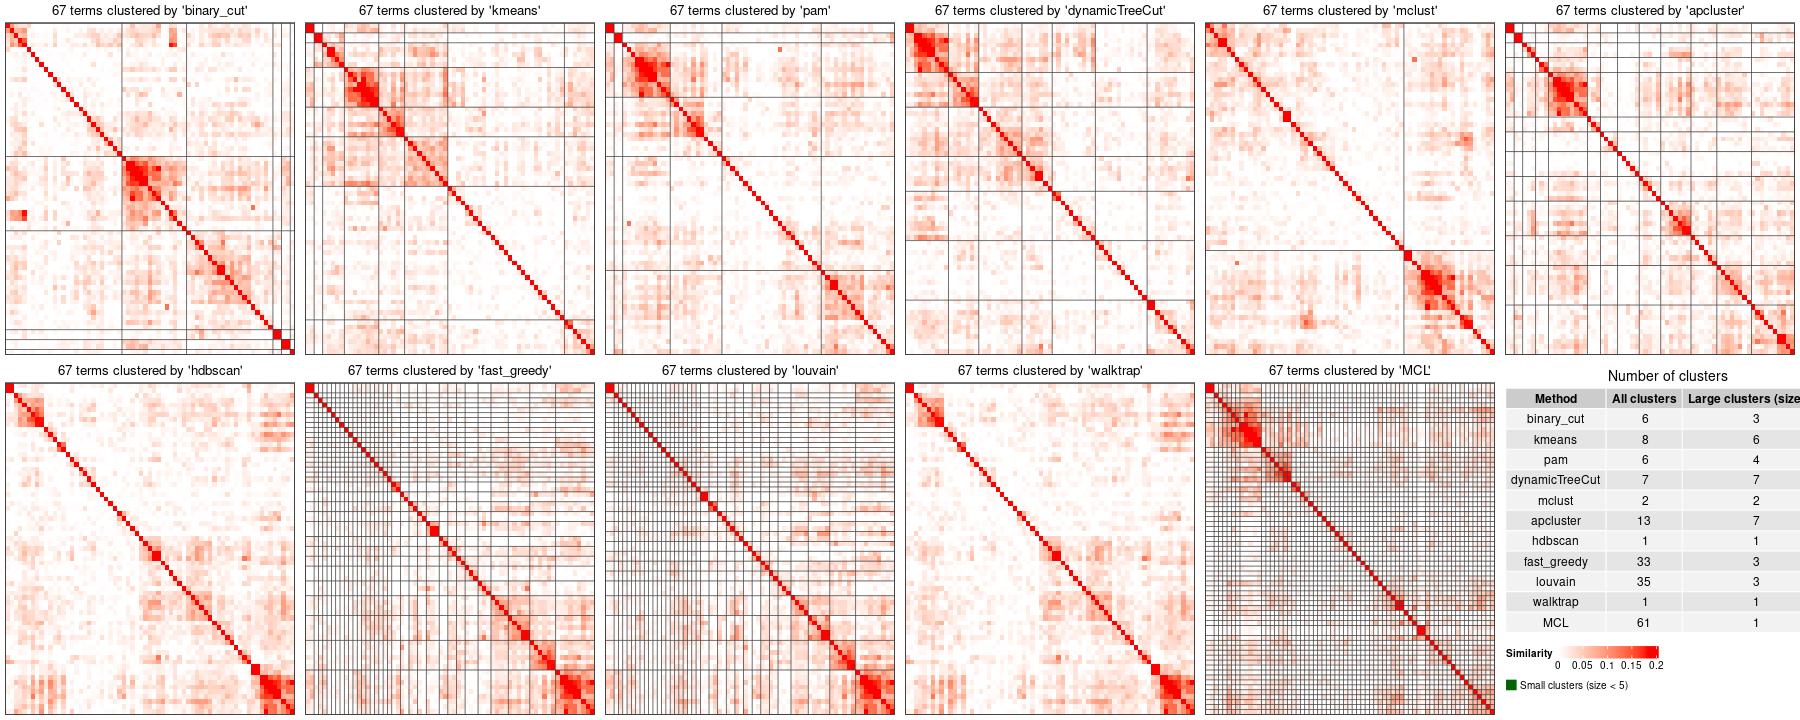 67 terms clustered by 'binary_cut'
67 terms clustered by 'kmeans'
67 terms clustered by 'pam'
67 terms clustered by 'dynamicTreeCut'
67 terms clustered by 'mclust'
67 terms clustered by 'apcluster'
67 terms clustered by 'hdbscan'
67 terms clustered by 'fast_greedy'
67 terms clustered by 'louvain'
67 terms clustered by 'walktrap'
67 terms clustered by 'MCL'
Number of clusters
Method All clusters Large clusters (size
binary_cut 6 3
kmeans 8 6
pam 6 4
dynamicTreeCut 7 7
mclust 2 2
apcluster 13 7
hdbscan 1 1
fast_greedy 33 3
louvain 35 3
walktrap 1 1
MCL 61 1
Similarity
0 0.05 0.1 0.15 0.2
Small clusters (size < 5)